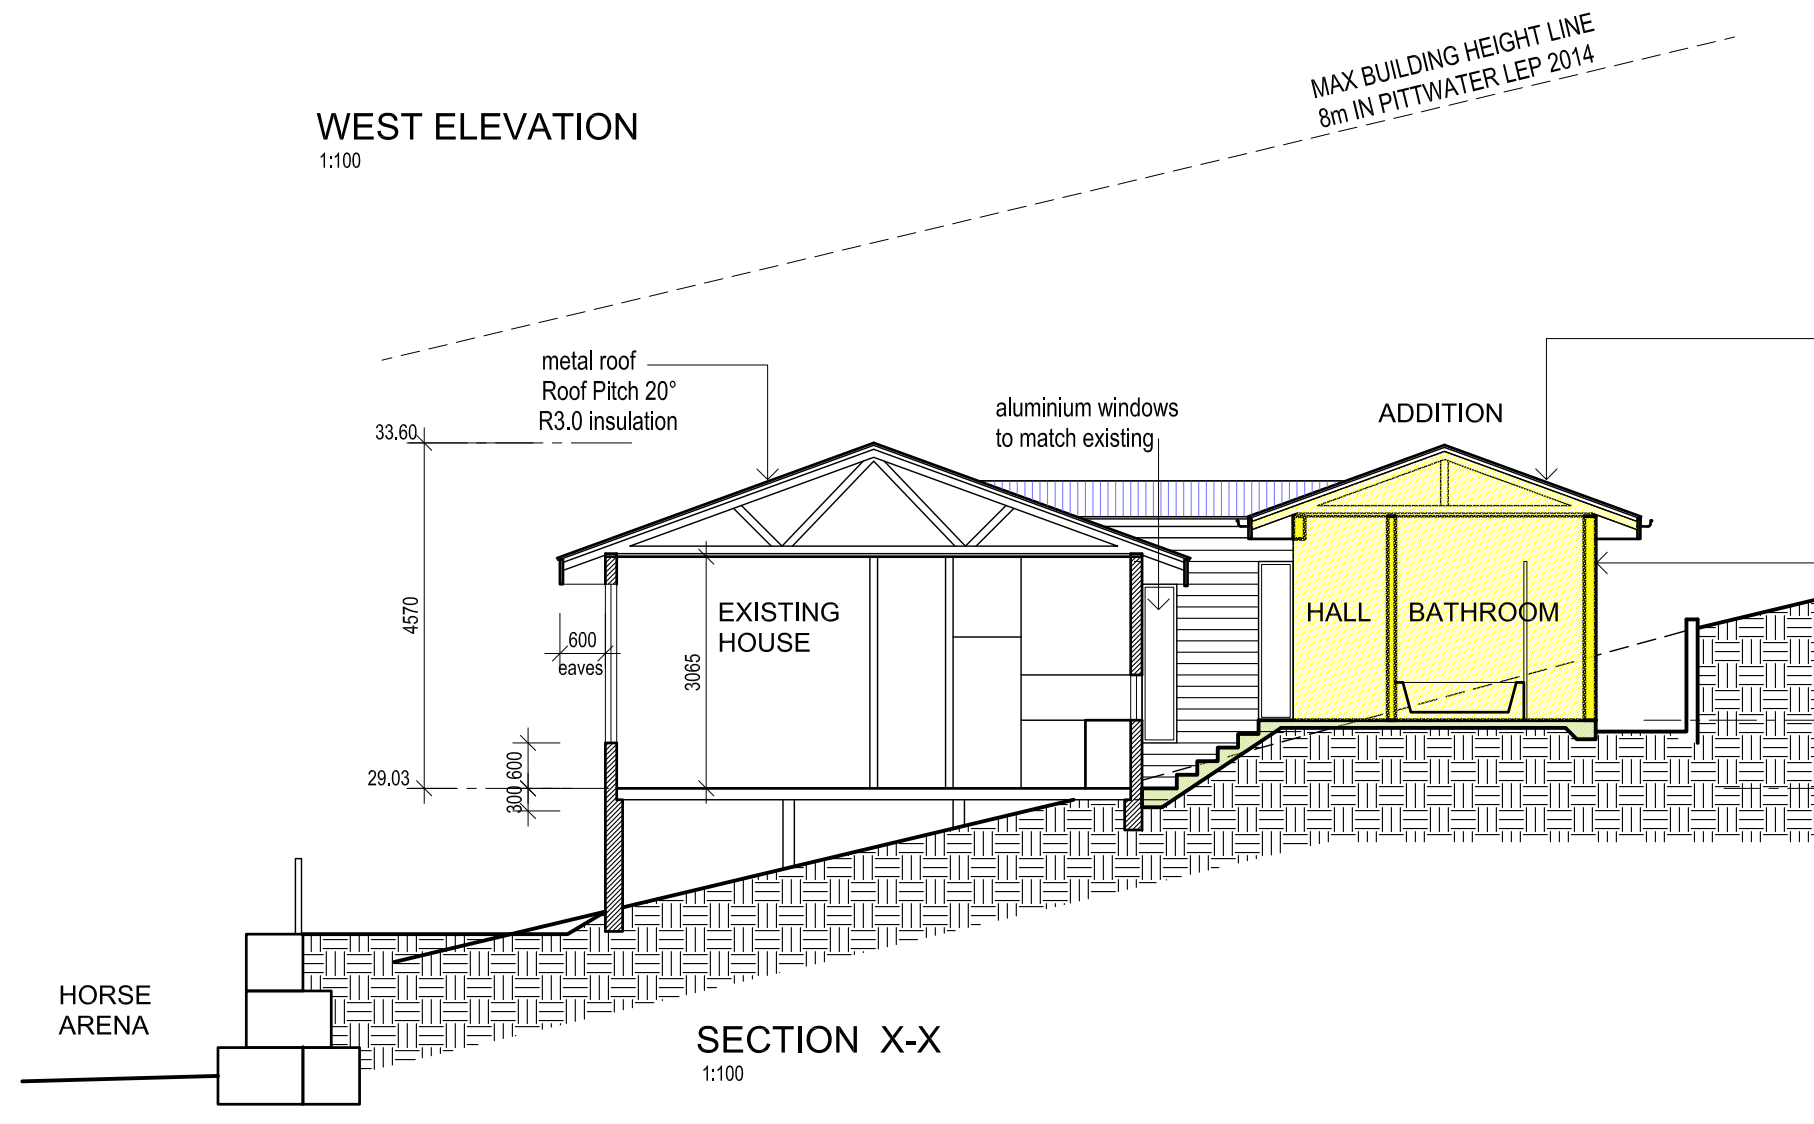 MAX BUILDING HEIGHT LINE
8m IN PITTWATER LEP 2014
WEST ELEVATION
1:100
metal roof
Roof Pitch 20°
R3.0 insulation
aluminium windows
to match existing
ADDITION
33.60
4570
EXISTING
HOUSE
HALL
BATHROOM
600
eaves
3065
600
29.03
300
HORSE
ARENA
SECTION X-X
1:100